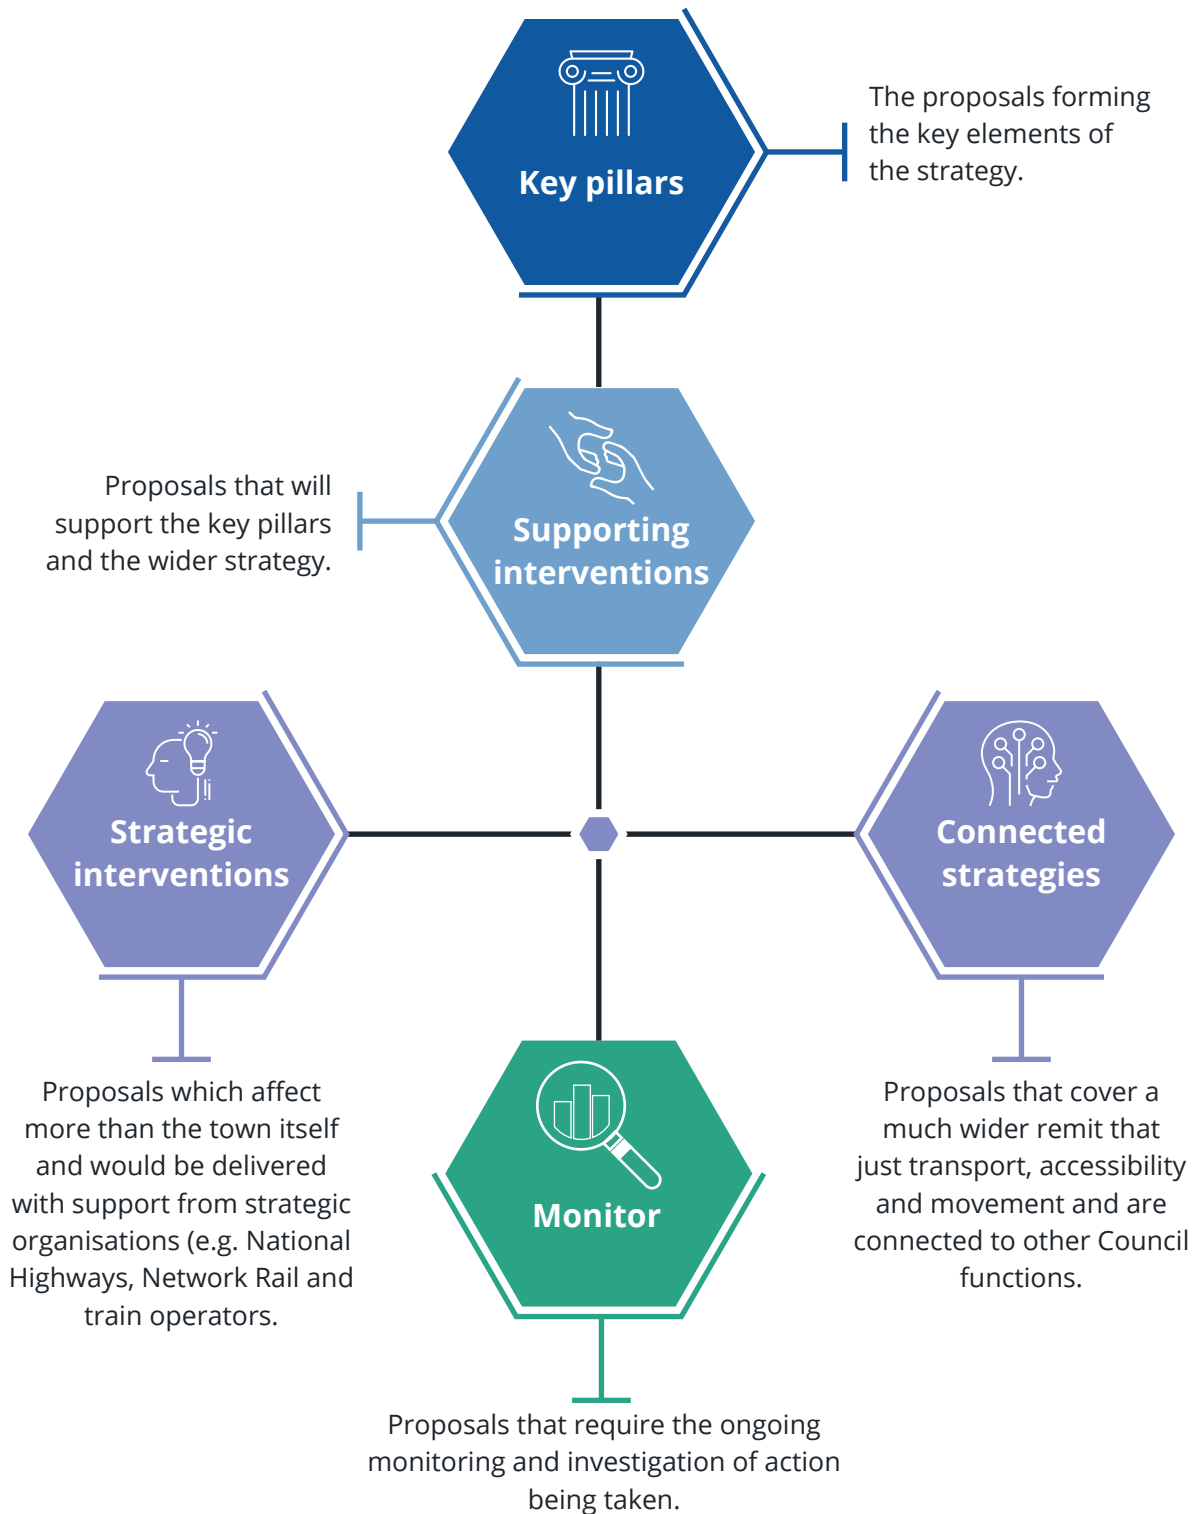 Key pillars
The proposals forming
the key elements of
the strategy.
Supporting
interventions
Proposals that will
support the key pillars
and the wider strategy.
Strategic
interventions
Proposals which affect
more than the town itself
and would be delivered
with support from strategic
organisations (e.g. National
Highways, Network Rail and
train operators.
Connected
strategies
Proposals that cover a
much wider remit that
just transport, accessibility
and movement and are
connected to other Council
functions.
Monitor
Proposals that require the ongoing
monitoring and investigation of action
being taken.